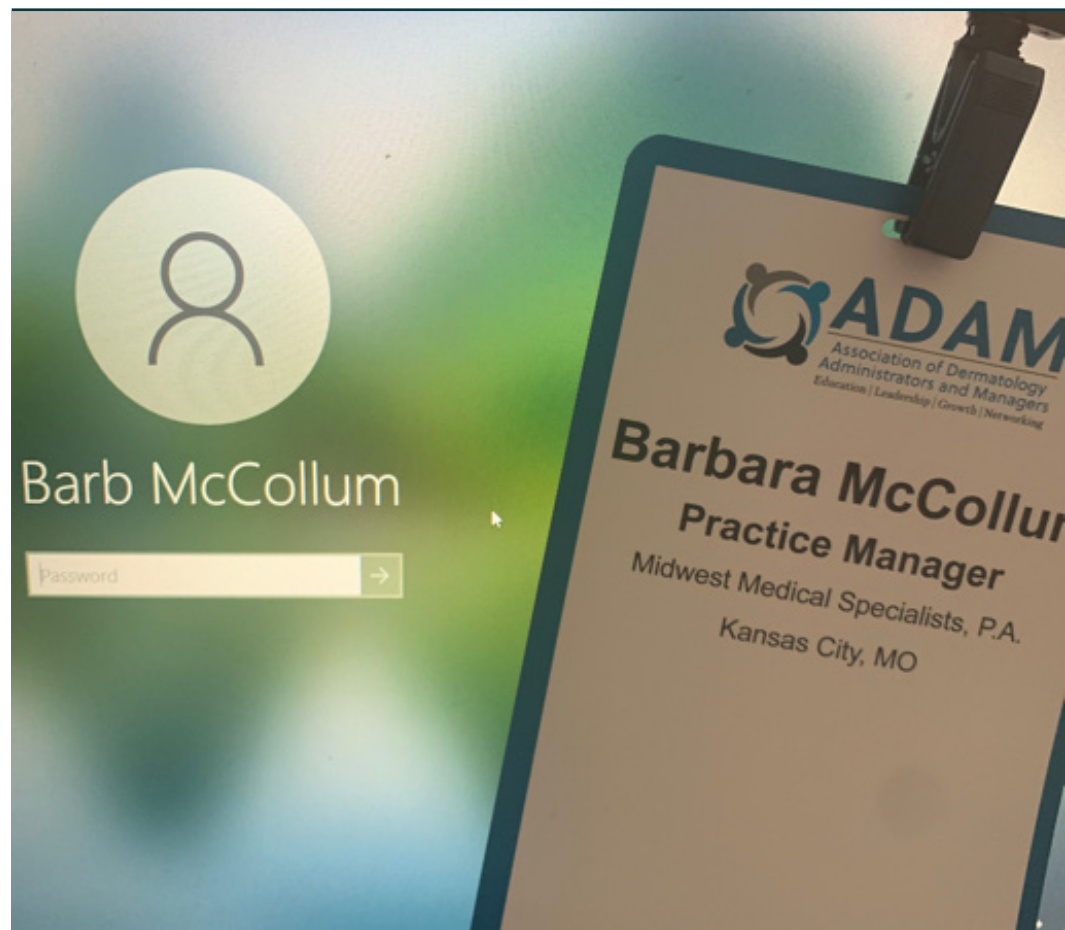 Barb McCollum
Password
ADAM
Association of Dermatology
Administrators and Managers
Education | Leadership | Growth | Networking
Barbara McCollum
Practice Manager
Midwest Medical Specialists, P.A.
Kansas City, MO